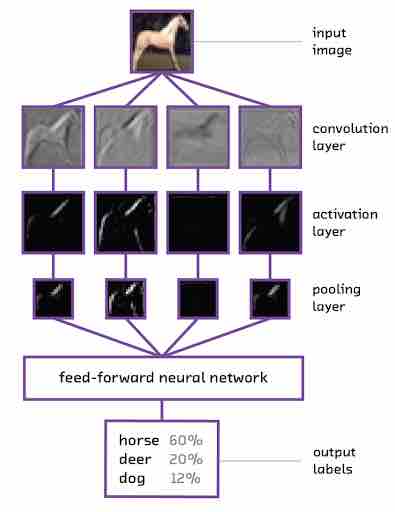 input
image
convolution
layer
activation
layer
pooling
layer
feed-forward neural network
horse 60%
deer 20%
dog 12%
output
labels